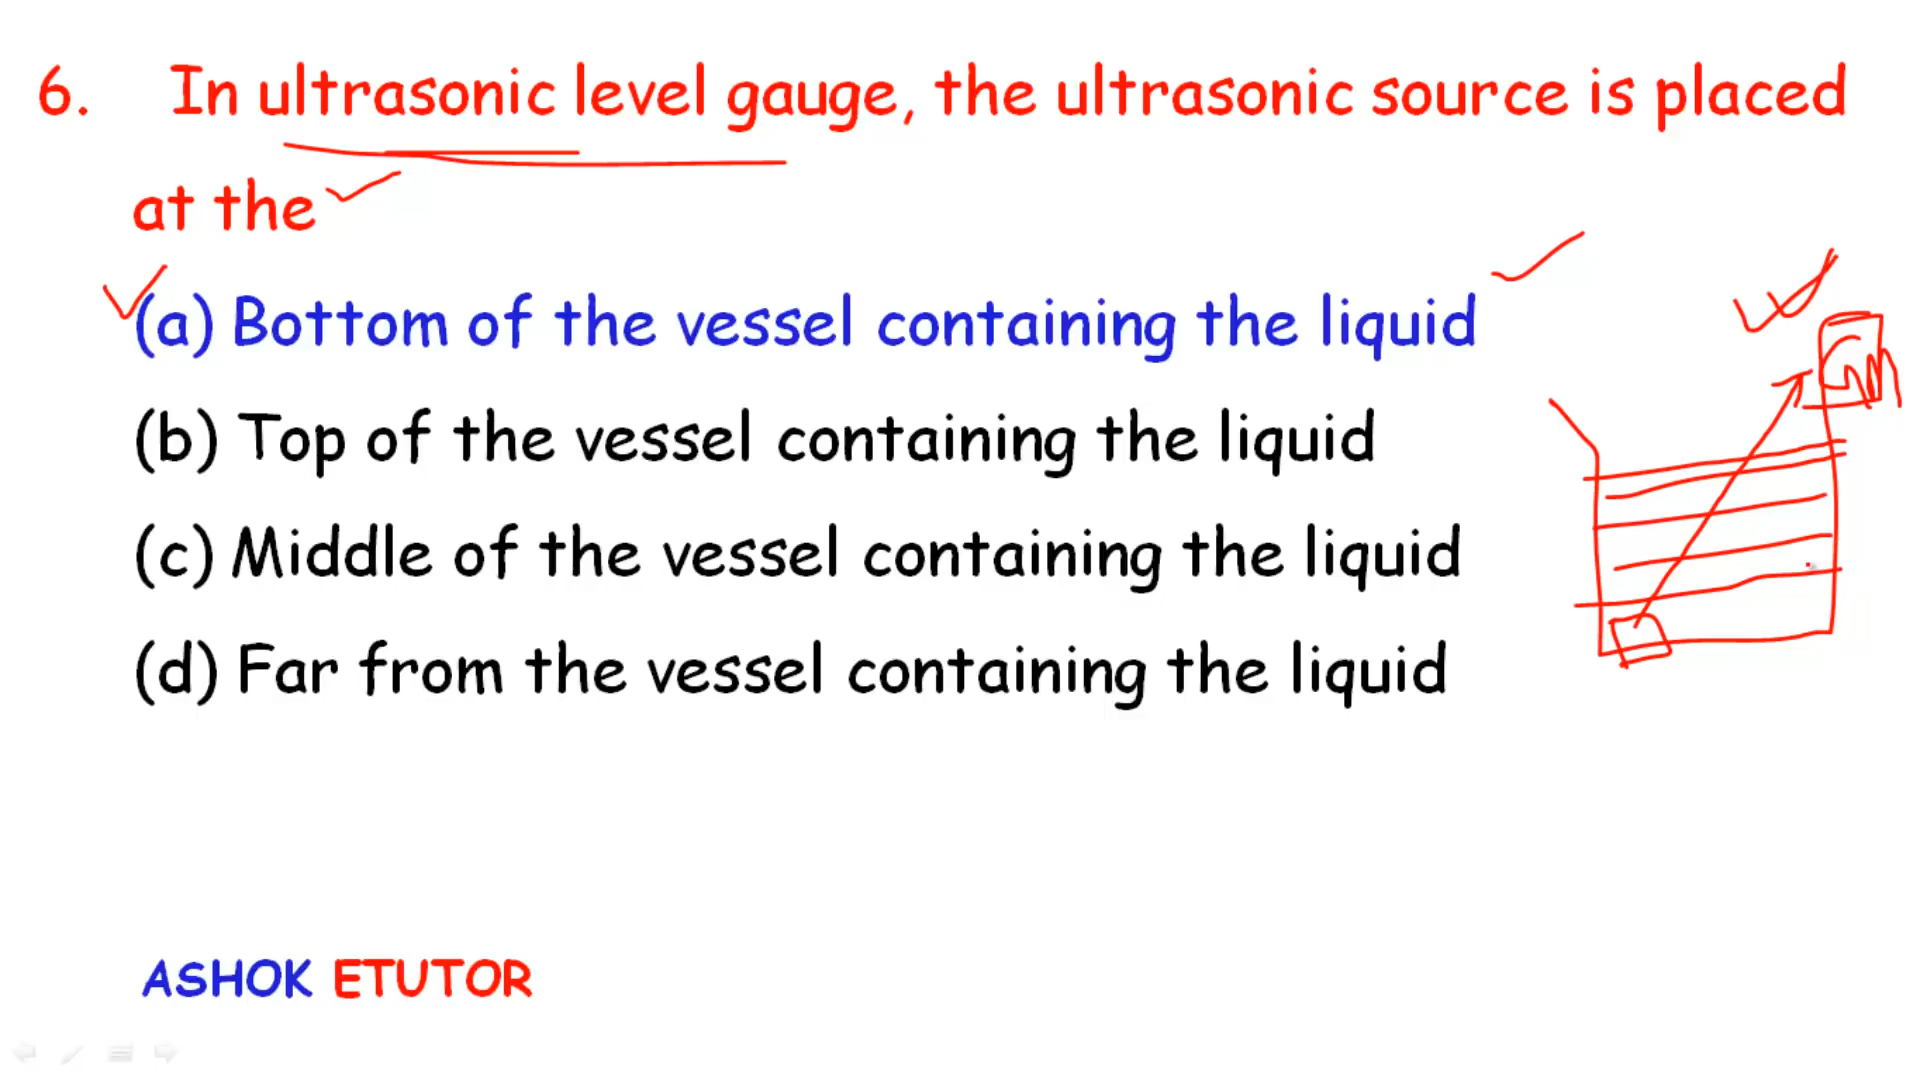 6. In ultrasonic level gauge, the ultrasonic source is placed
at the
(a) Bottom of the vessel containing the liquid
(b) Top of the vessel containing the liquid
(c) Middle of the vessel containing the liquid
(d) Far from the vessel containing the liquid
ASHOK ETUTOR